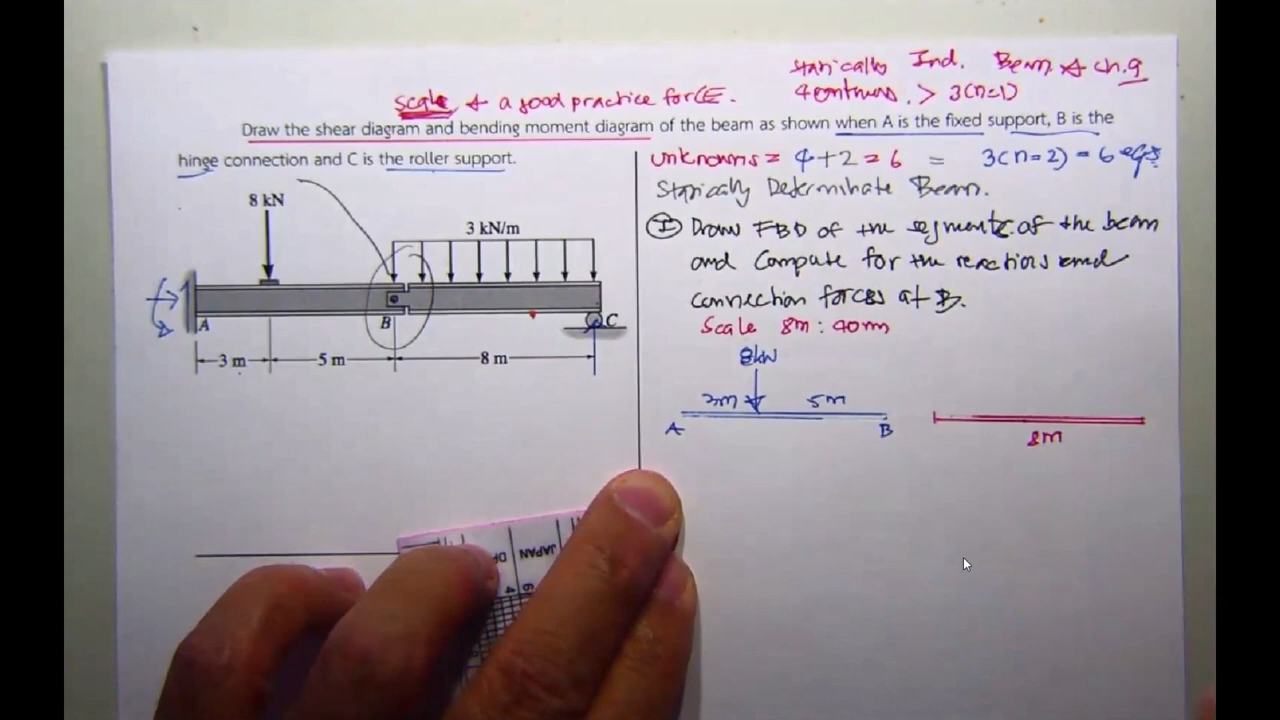 Statically Ind. Beam ch.9
scale a good practice for CE. 4 unknowns. > 3(n=1)
Draw the shear diagram and bending moment diagram of the beam as shown when A is the fixed support, B is the
hinge connection and C is the roller support.
8 kN
3 kN/m
A
B
C
3 m
5 m
8 m
unknowns = 4+2 = 6 = 3(n=2) = 6 eqs
Statically Determinate Beam.
I Draw FBD of the segments of the beam
and Compute for the reactions and
connection forces at B.
Scale 8m : 40mm
8kN
3m 5m
A B
8m
JAPAN